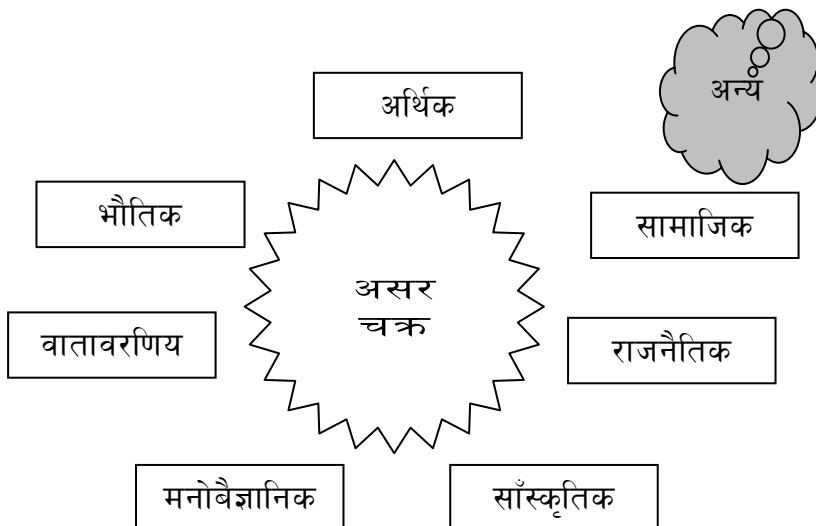 अन्य
अर्थिक
भौतिक
सामाजिक
असर
चक्र
वातावरणिय
राजनैतिक
मनोबैज्ञानिक
साँस्कृतिक